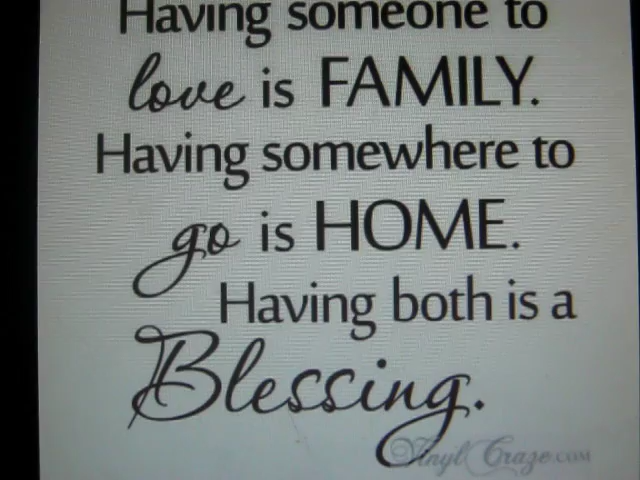 Having someone to
love is FAMILY.
Having somewhere to
go is HOME.
Having both is a
Blessing.
VinylCraze.com